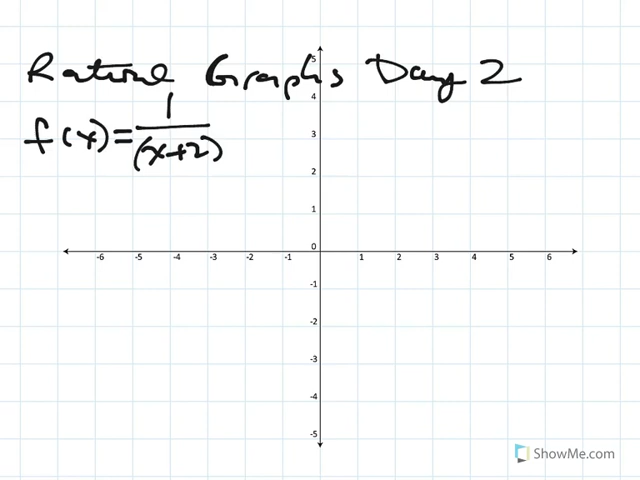 Rational Graphs Day 2
f(x) = 1/(x+2)
5
4
3
2
1
0
-6 -5 -4 -3 -2 -1 1 2 3 4 5 6
-1
-2
-3
-4
-5
ShowMe.com